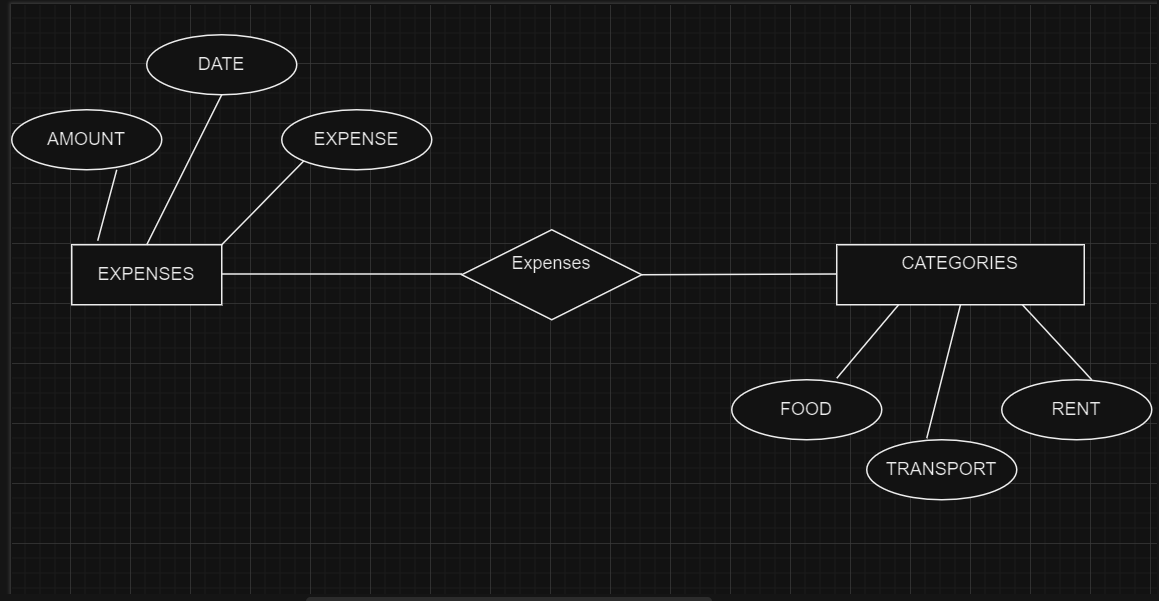 DATE
AMOUNT
EXPENSE
EXPENSES
Expenses
CATEGORIES
FOOD
RENT
TRANSPORT